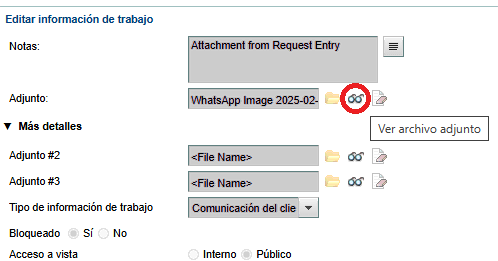 Editar información de trabajo
Notas:
Attachment from Request Entry
Adjunto:
WhatsApp Image 2025-02-
Ver archivo adjunto
Más detalles
Adjunto #2
<File Name>
Adjunto #3
<File Name>
Tipo de información de trabajo
Comunicación del clie
Bloqueado
Sí
No
Acceso a vista
Interno
Público